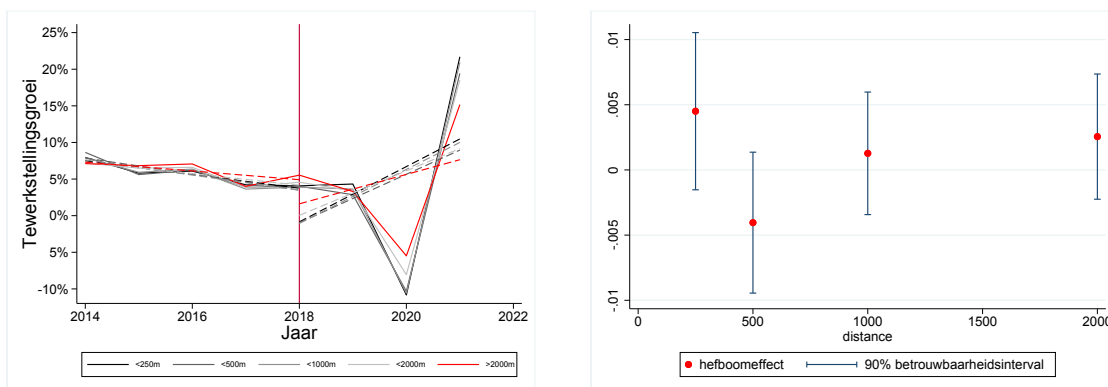 25%
20%
15%
10%
5%
0%
5%
-10%
Tewerkstellingsgroei
2014
2016
2018
2020
2022
Jaar
<250m
<500m
<1000m
<2000m
>2000m
.01
.005
0
-.005
-.01
0
500
1000
1500
2000
distance
hefboomeffect
90% betrouwbaarheidsinterval